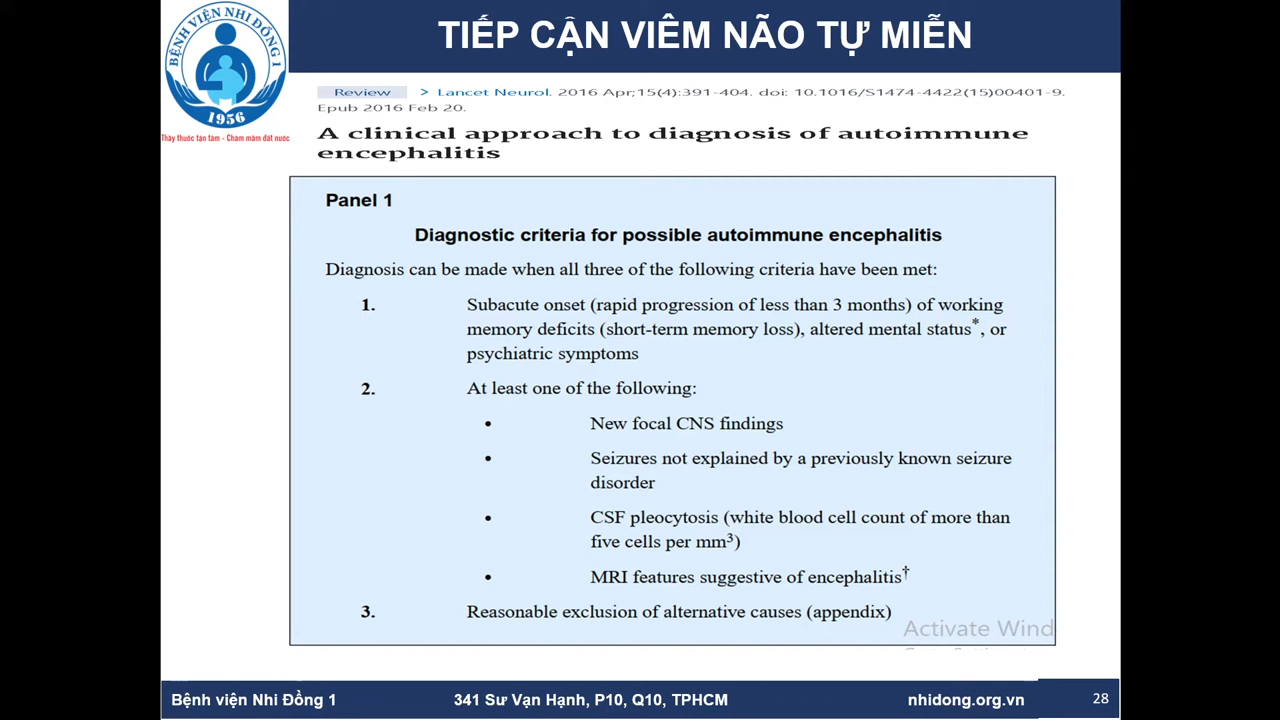 BỆNH VIỆN NHI ĐỒNG 1
1956
Thầy thuốc tận tâm - Chăm mầm đất nước
TIẾP CẬN VIÊM NÃO TỰ MIỄN
Review > Lancet Neurol. 2016 Apr;15(4):391-404. doi: 10.1016/S1474-4422(15)00401-9.
Epub 2016 Feb 20.
A clinical approach to diagnosis of autoimmune
encephalitis
Panel 1
Diagnostic criteria for possible autoimmune encephalitis
Diagnosis can be made when all three of the following criteria have been met:
1. Subacute onset (rapid progression of less than 3 months) of working
memory deficits (short-term memory loss), altered mental status*, or
psychiatric symptoms
2. At least one of the following:
• New focal CNS findings
• Seizures not explained by a previously known seizure
disorder
• CSF pleocytosis (white blood cell count of more than
five cells per mm³)
• MRI features suggestive of encephalitis†
3. Reasonable exclusion of alternative causes (appendix)
Activate Wind
Bệnh viện Nhi Đồng 1 341 Sư Vạn Hạnh, P10, Q10, TPHCM nhidong.org.vn 28